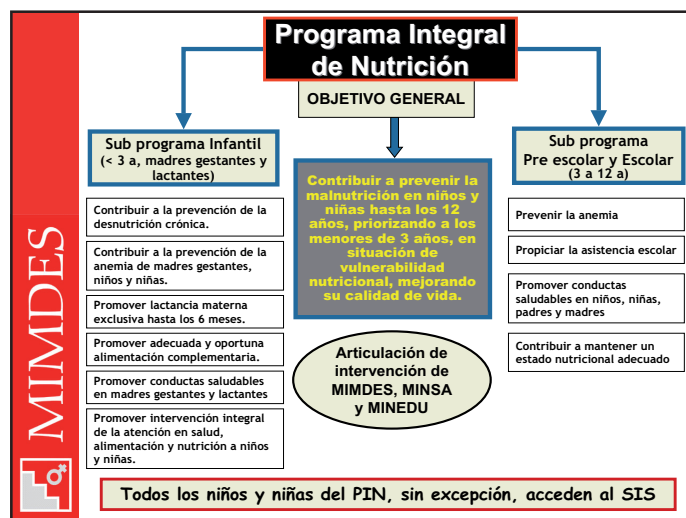 Programa Integral
de Nutrición
OBJETIVO GENERAL
Sub programa Infantil
(< 3 a, madres gestantes y
lactantes)
Contribuir a la prevención de la
desnutrición crónica.
Contribuir a la prevención de la
anemia de madres gestantes,
niños y niñas.
Promover lactancia materna
exclusiva hasta los 6 meses.
Promover adecuada y oportuna
alimentación complementaria.
Promover conductas saludables
en madres gestantes y lactantes
Promover intervención integral
de la atención en salud,
alimentación y nutrición a niños
y niñas.
Contribuir a prevenir la
malnutrición en niños y
niñas hasta los 12
años, priorizando a los
menores de 3 años, en
situación de
vulnerabilidad
nutricional, mejorando
su calidad de vida.
Articulación de
intervención de
MIMDES, MINSA
y MINEDU
Sub programa
Pre escolar y Escolar
(3 a 12 a)
Prevenir la anemia
Propiciar la asistencia escolar
Promover conductas
saludables en niños, niñas,
padres y madres
Contribuir a mantener un
estado nutricional adecuado
MIMDES
Todos los niños y niñas del PIN, sin excepción, acceden al SIS